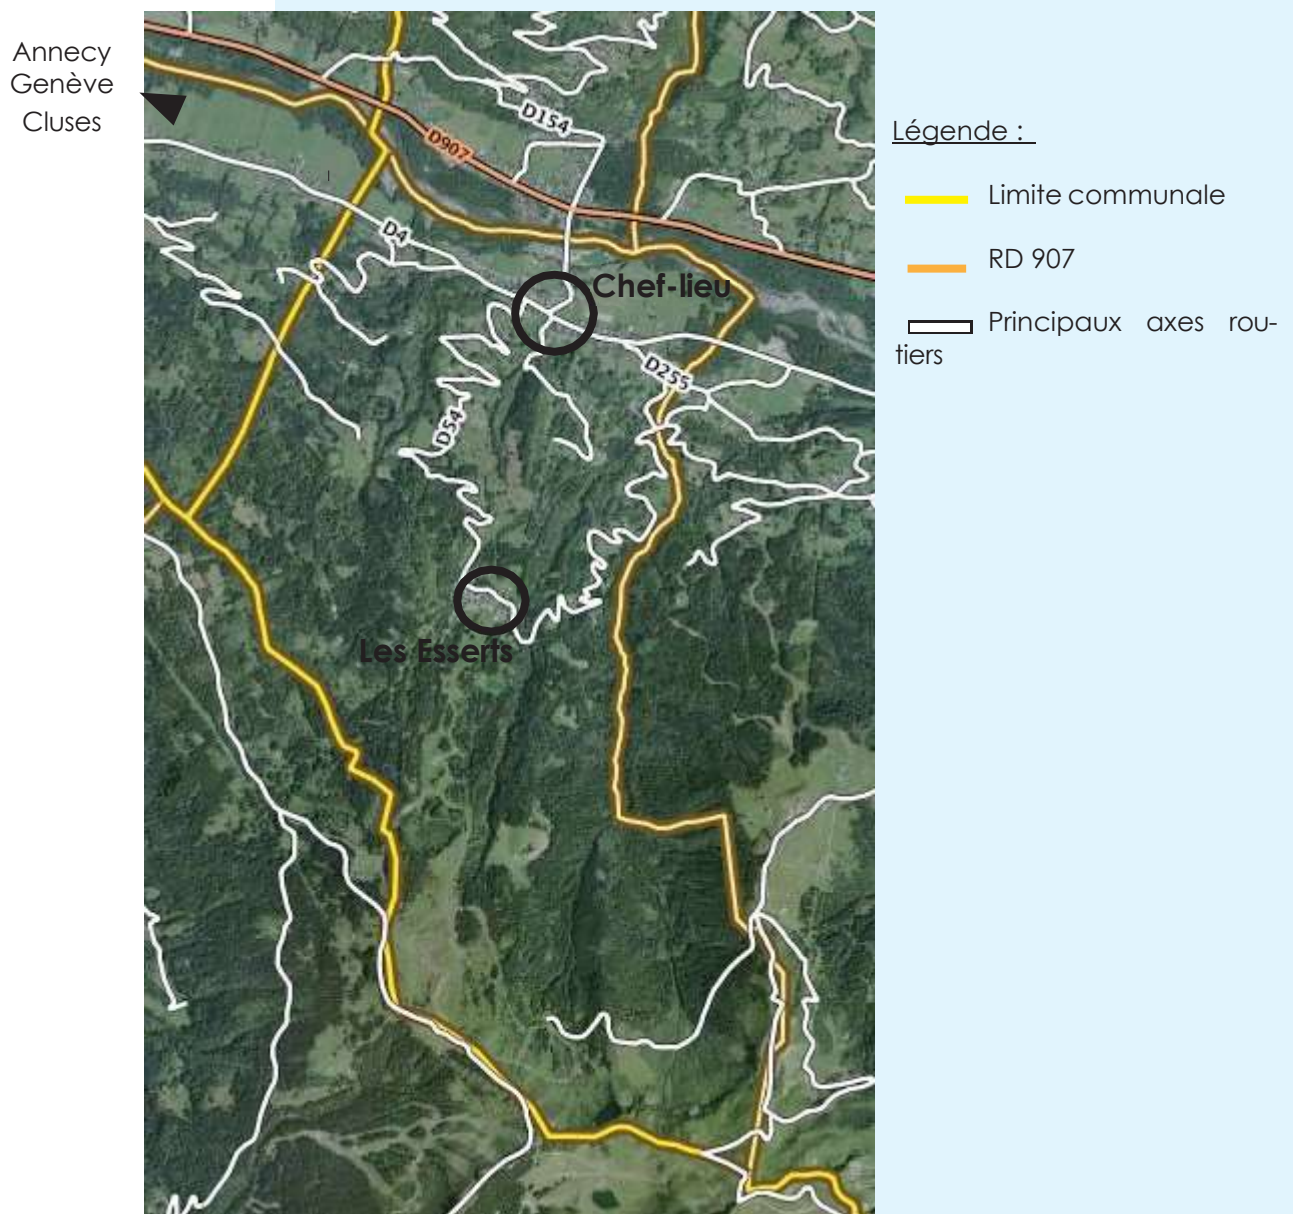 Annecy
Genève
Cluses
D154
D907
D4
Chef-lieu
D255
D54
Les Esserts
Légende :
Limite communale
RD 907
Principaux axes rou-
tiers